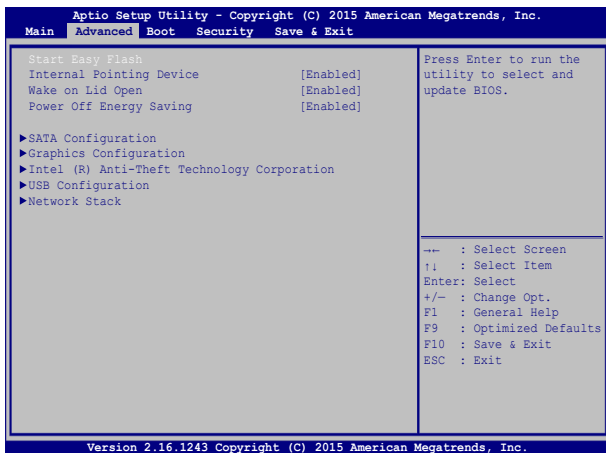 Aptio Setup Utility - Copyright (C) 2015 American Megatrends, Inc.
Main Advanced Boot Security Save & Exit
Start Easy Flash
Internal Pointing Device [Enabled]
Wake on Lid Open [Enabled]
Power Off Energy Saving [Enabled]
▶SATA Configuration
▶Graphics Configuration
▶Intel (R) Anti-Theft Technology Corporation
▶USB Configuration
▶Network Stack
Press Enter to run the
utility to select and
update BIOS.
→← : Select Screen
↑↓ : Select Item
Enter: Select
+/— : Change Opt.
F1 : General Help
F9 : Optimized Defaults
F10 : Save & Exit
ESC : Exit
Version 2.16.1243 Copyright (C) 2015 American Megatrends, Inc.